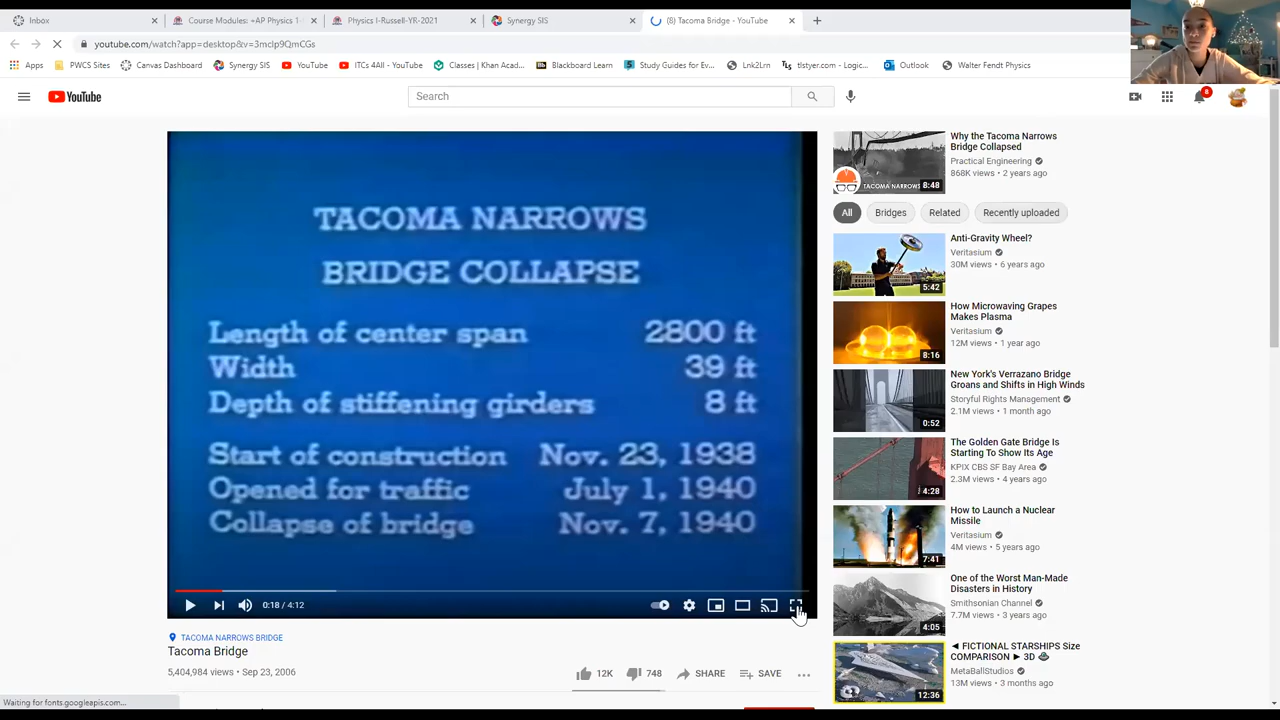 Inbox
Course Modules: +AP Physics 1
Physics I-Russell-YR-2021
Synergy SIS
(8) Tacoma Bridge - YouTube
youtube.com/watch?app=desktop&v=3mclp9QmCGs
Apps
PWCS Sites
Canvas Dashboard
Synergy SIS
YouTube
ITCs 4All - YouTube
Classes | Khan Acad...
Blackboard Learn
Study Guides for Ev...
Lnk2Lrn
tlstyer.com - Logic...
Outlook
Walter Fendt Physics
YouTube
Search
8
TACOMA NARROWS
BRIDGE COLLAPSE
Length of center span 2800 ft
Width 39 ft
Depth of stiffening girders 8 ft
Start of construction Nov. 23, 1938
Opened for traffic July 1, 1940
Collapse of bridge Nov. 7, 1940
0:18 / 4:12
TACOMA NARROWS BRIDGE
Tacoma Bridge
5,404,984 views • Sep 23, 2006
12K
748
SHARE
SAVE
Waiting for fonts.googleapis.com...
TACOMA NARROWS
8:48
Why the Tacoma Narrows
Bridge Collapsed
Practical Engineering
868K views • 2 years ago
All
Bridges
Related
Recently uploaded
5:42
Anti-Gravity Wheel?
Veritasium
30M views • 6 years ago
8:16
How Microwaving Grapes
Makes Plasma
Veritasium
12M views • 1 year ago
0:52
New York's Verrazano Bridge
Groans and Shifts in High Winds
Storyful Rights Management
2.1M views • 1 month ago
4:28
The Golden Gate Bridge Is
Starting To Show Its Age
KPIX CBS SF Bay Area
2.3M views • 4 years ago
7:41
How to Launch a Nuclear
Missile
Veritasium
4M views • 5 years ago
4:05
One of the Worst Man-Made
Disasters in History
Smithsonian Channel
7.7M views • 3 years ago
12:36
◄ FICTIONAL STARSHIPS Size
COMPARISON ► 3D
MetaBallStudios
13M views • 3 months ago